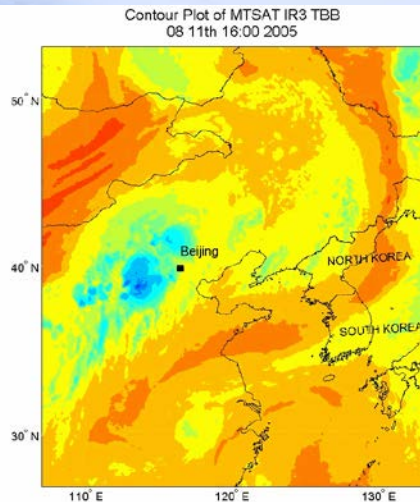 Contour Plot of MTSAT IR3 TBB
08 11th 16:00 2005
50° N
Beijing
40° N
NORTH KOREA
SOUTH KOREA
30° N
110° E
120° E
130° E